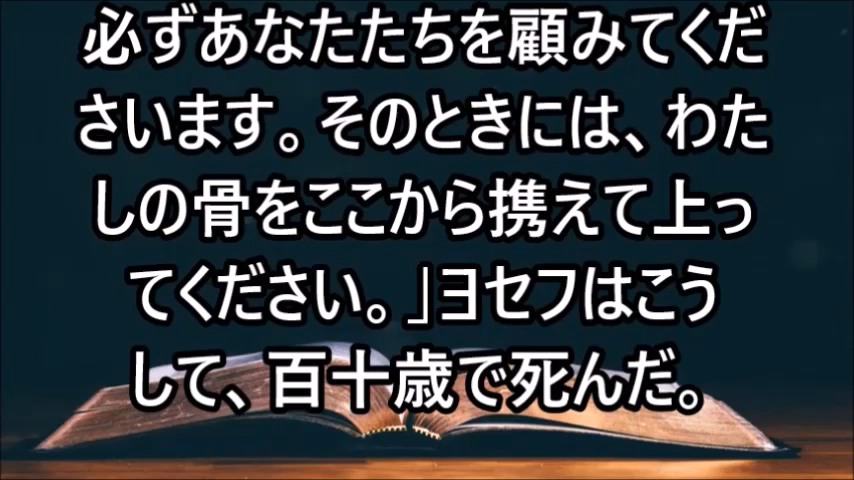 必ずあなたたちを顧みてくだ
さいます。そのときには、わた
しの骨をここから携えて上っ
てください。」ヨセフはこう
して、百十歳で死んだ。